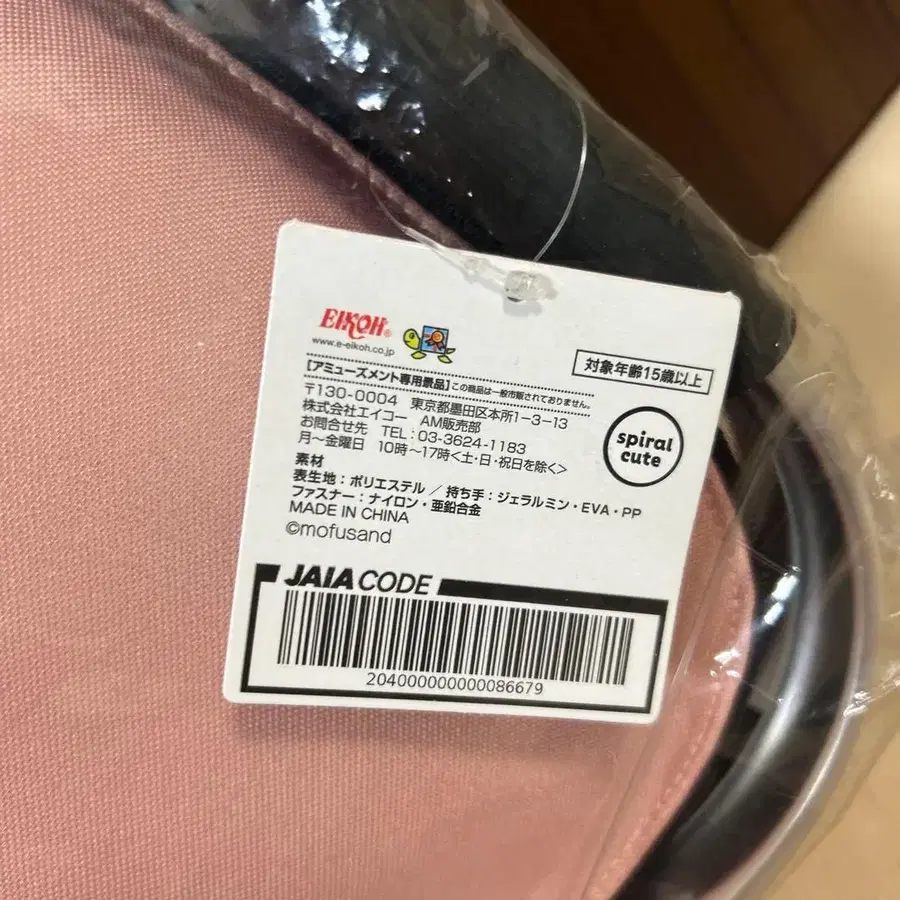 EIKOH®
www.e-eikoh.co.jp
対象年齢15歳以上
[アミューズメント専用景品]この商品は一般市販されておりません。
〒130-0004 東京都墨田区本所1-3-13
株式会社エイコー AM販売部
お問合せ先 TEL:03-3624-1183
月～金曜日 10時～17時<土・日・祝日を除く>
spiral
cute
素材
表生地：ポリエステル / 持ち手：ジェラルミン・EVA・PP
ファスナー：ナイロン・亜鉛合金
MADE IN CHINA
©mofusand
JAIA CODE
204000000000086679